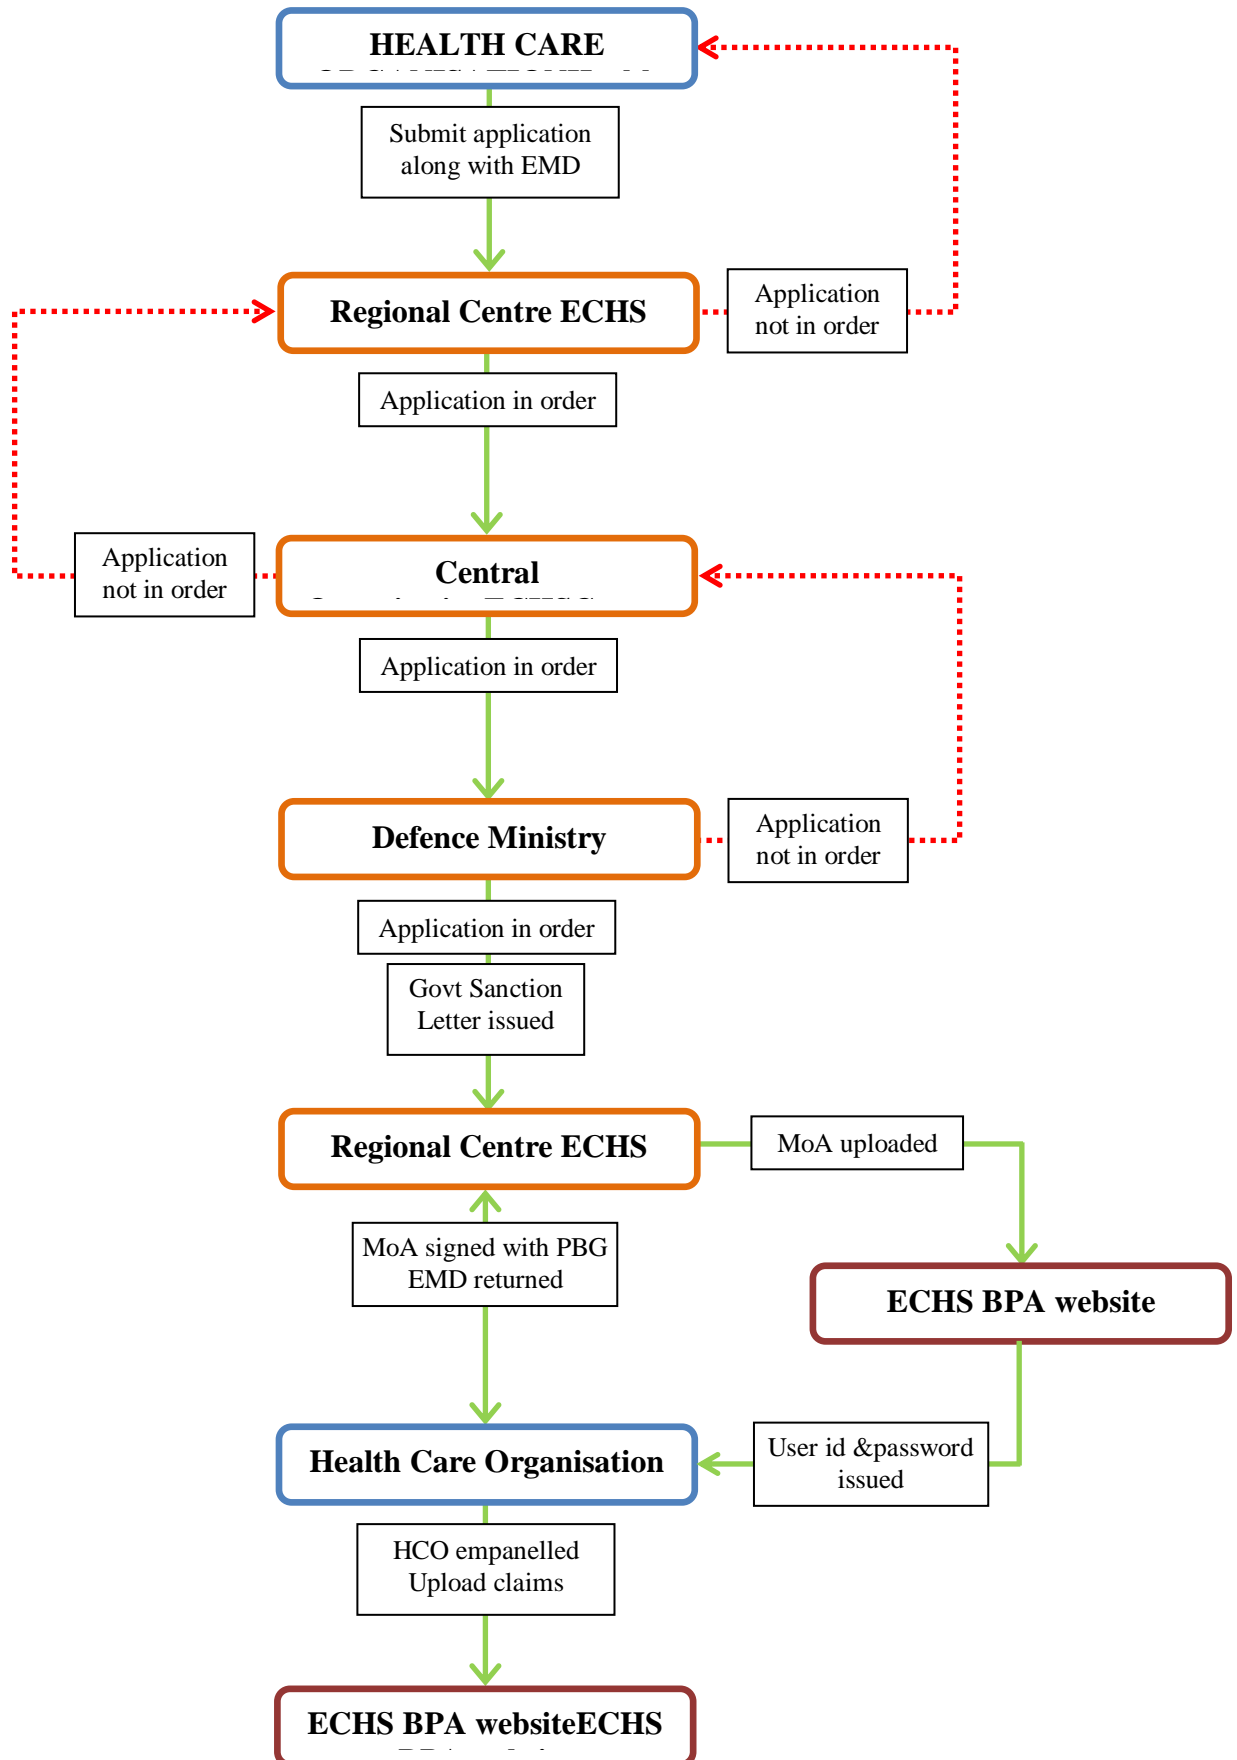 HEALTH CARE
Submit application
along with EMD
Regional Centre ECHS
Application
not in order
Application in order
Application
not in order
Central
Application in order
Defence Ministry
Application
not in order
Application in order
Govt Sanction
Letter issued
Regional Centre ECHS
MoA uploaded
MoA signed with PBG
EMD returned
ECHS BPA website
Health Care Organisation
User id &password
issued
HCO empanelled
Upload claims
ECHS BPA websiteECHS